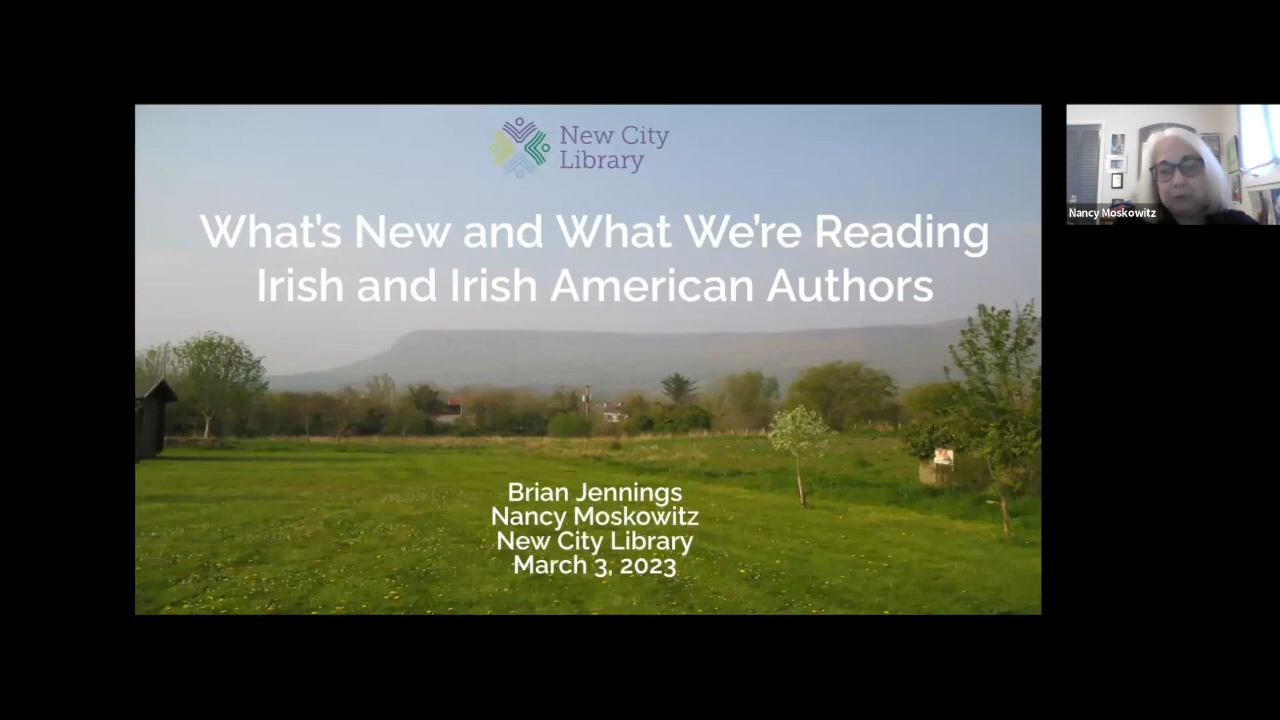 New City
Library
What's New and What We're Reading
Irish and Irish American Authors
Brian Jennings
Nancy Moskowitz
New City Library
March 3, 2023
Nancy Moskowitz